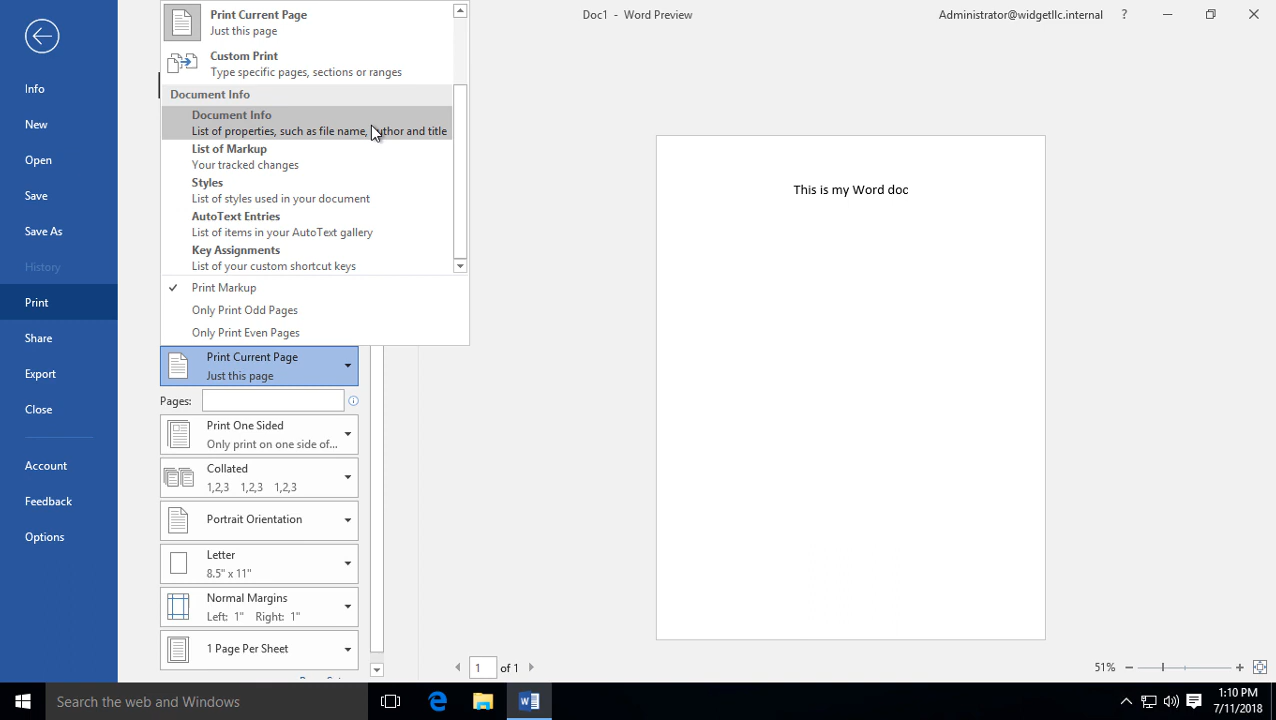 Doc1 - Word Preview
Administrator@widgetllc.internal
?
Info
New
Open
Save
Save As
History
Print
Share
Export
Close
Account
Feedback
Options
Print Current Page
Just this page
Custom Print
Type specific pages, sections or ranges
Document Info
Document Info
List of properties, such as file name, author and title
List of Markup
Your tracked changes
Styles
List of styles used in your document
AutoText Entries
List of items in your AutoText gallery
Key Assignments
List of your custom shortcut keys
Print Markup
Only Print Odd Pages
Only Print Even Pages
Print Current Page
Just this page
Pages:
Print One Sided
Only print on one side of...
Collated
1,2,3 1,2,3 1,2,3
Portrait Orientation
Letter
8.5" x 11"
Normal Margins
Left: 1" Right: 1"
1 Page Per Sheet
This is my Word doc
1 of 1
51%
Search the web and Windows
1:10 PM
7/11/2018